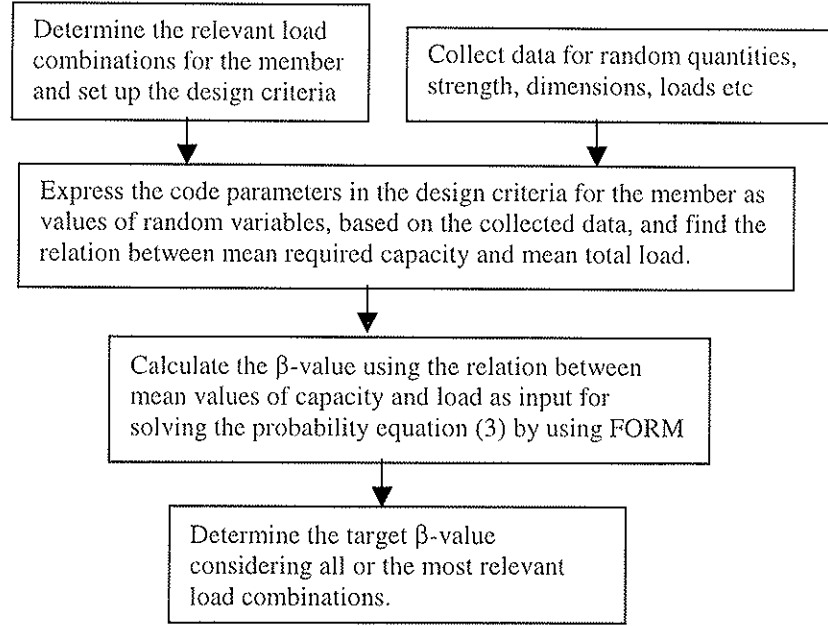 Determine the relevant load
combinations for the member
and set up the design criteria
Collect data for random quantities,
strength, dimensions, loads etc
Express the code parameters in the design criteria for the member as
values of random variables, based on the collected data, and find the
relation between mean required capacity and mean total load.
Calculate the β-value using the relation between
mean values of capacity and load as input for
solving the probability equation (3) by using FORM
Determine the target β-value
considering all or the most relevant
load combinations.